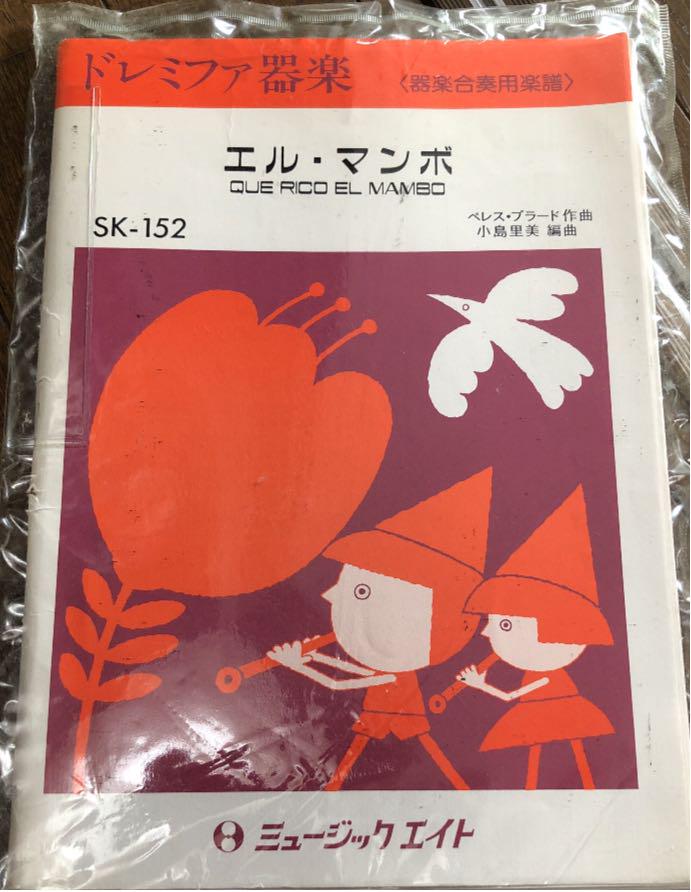 ドレミファ器楽 〈器楽合奏用楽譜〉
エル・マンボ
QUE RICO EL MAMBO
SK-152
ペレス・プラード 作曲
小島里美 編曲
ミュージックエイト